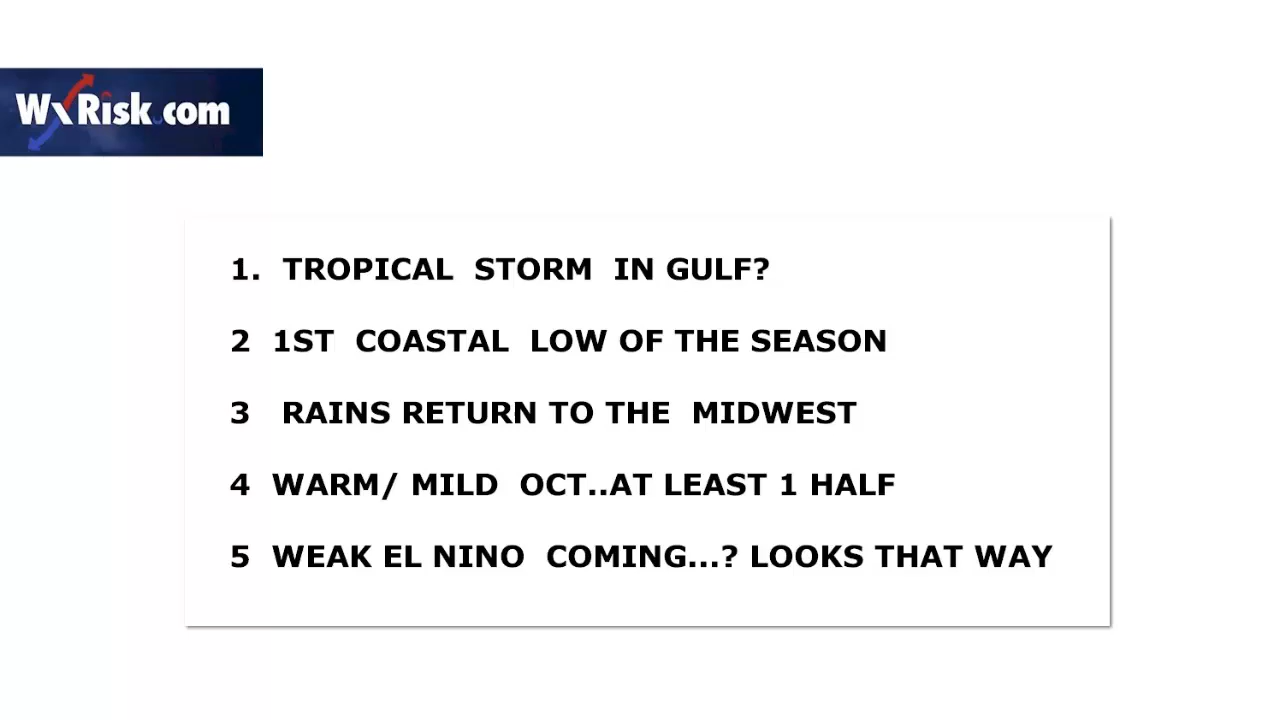 WxRisk.com
1. TROPICAL STORM IN GULF?
2 1ST COASTAL LOW OF THE SEASON
3 RAINS RETURN TO THE MIDWEST
4 WARM/ MILD OCT..AT LEAST 1 HALF
5 WEAK EL NINO COMING...? LOOKS THAT WAY